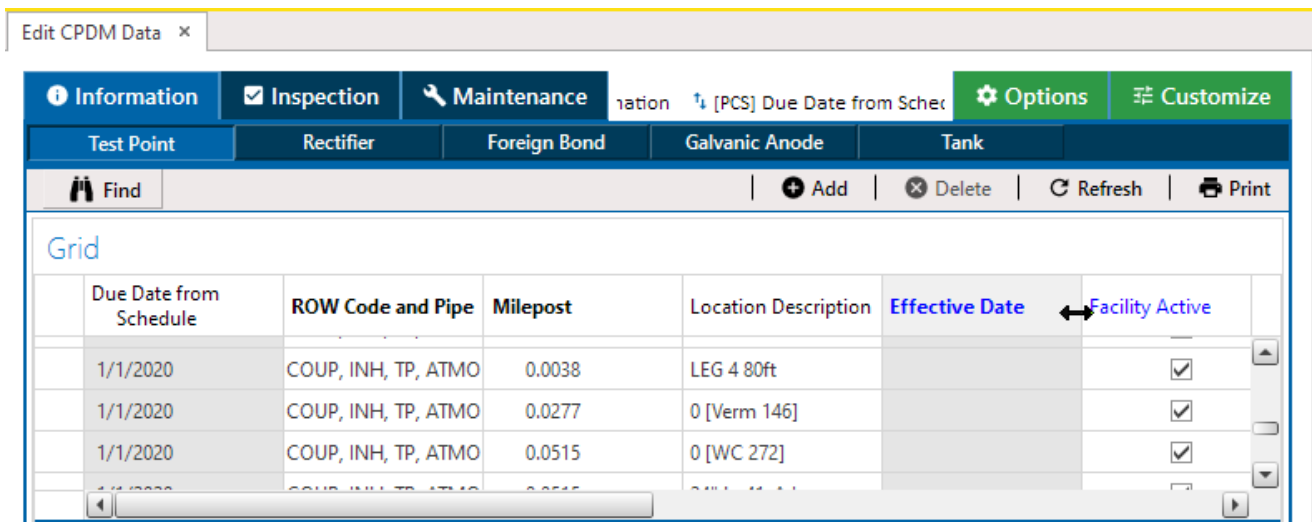 Edit CPDM Data ×
Information Inspection Maintenance nation [PCS] Due Date from Sched Options Customize
Test Point Rectifier Foreign Bond Galvanic Anode Tank
Find Add Delete Refresh Print
Grid
Due Date from Schedule ROW Code and Pipe Milepost Location Description Effective Date Facility Active
1/1/2020 COUP, INH, TP, ATMO 0.0038 LEG 4 80ft
1/1/2020 COUP, INH, TP, ATMO 0.0277 0 [Verm 146]
1/1/2020 COUP, INH, TP, ATMO 0.0515 0 [WC 272]